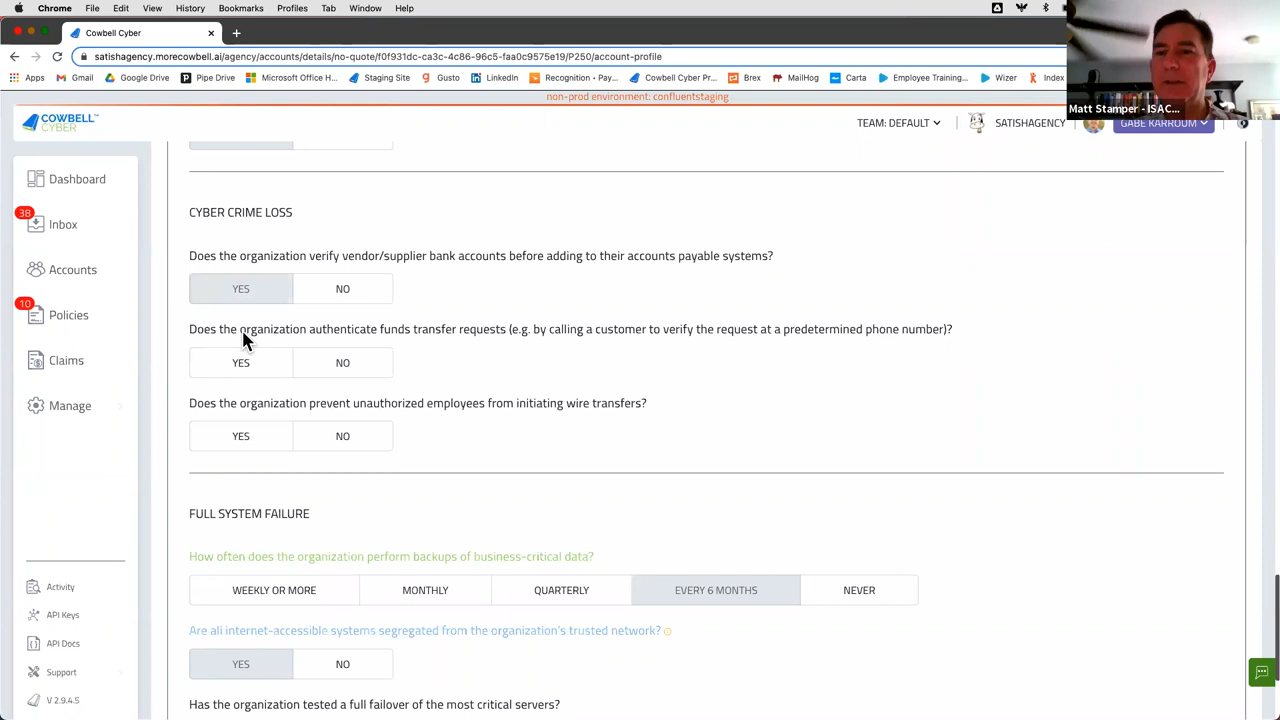 Chrome File Edit View History Bookmarks Profiles Tab Window Help
Cowbell Cyber
satishagency.morecowbell.ai/agency/accounts/details/no-quote/f0f931dc-ca3c-4c86-96c5-faa0c9575e19/P250/account-profile
Apps Gmail Google Drive Pipe Drive Microsoft Office H... Staging Site Gusto LinkedIn Recognition - Pay... Cowbell Cyber Pr... Brex MailHog Carta Employee Training... Wizer Index
Matt Stamper - ISAC...
non-prod environment: confluentstaging
COWBELL CYBER
TEAM: DEFAULT
SATISHAGENCY
GABE KARROUM
Dashboard
38
Inbox
Accounts
10
Policies
Claims
Manage
Activity
API Keys
API Docs
Support
V 2.9.4.5
CYBER CRIME LOSS
Does the organization verify vendor/supplier bank accounts before adding to their accounts payable systems?
YES NO
Does the organization authenticate funds transfer requests (e.g. by calling a customer to verify the request at a predetermined phone number)?
YES NO
Does the organization prevent unauthorized employees from initiating wire transfers?
YES NO
FULL SYSTEM FAILURE
How often does the organization perform backups of business-critical data?
WEEKLY OR MORE MONTHLY QUARTERLY EVERY 6 MONTHS NEVER
Are all internet-accessible systems segregated from the organization's trusted network?
YES NO
Has the organization tested a full failover of the most critical servers?